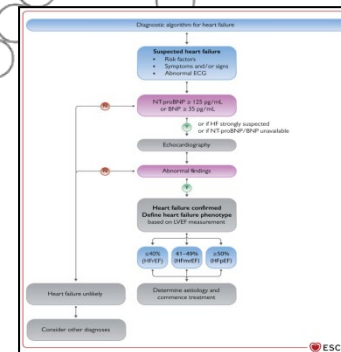 Diagnostic algorithm for heart failure
Suspected heart failure
• Risk factors
• Symptoms and/or signs
• Abnormal ECG
NT-proBNP ≥ 125 pg/mL
or BNP ≥ 35 pg/mL
N
Y
or if HF strongly suspected
or if NT-proBNP/BNP unavailable
Echocardiography
N
Abnormal findings
Y
Heart failure confirmed
Define heart failure phenotype
based on LVEF measurement
≤40%
(HFrEF)
41–49%
(HFmrEF)
≥50%
(HFpEF)
Heart failure unlikely
Determine aetiology and
commence treatment
Consider other diagnoses
ESC